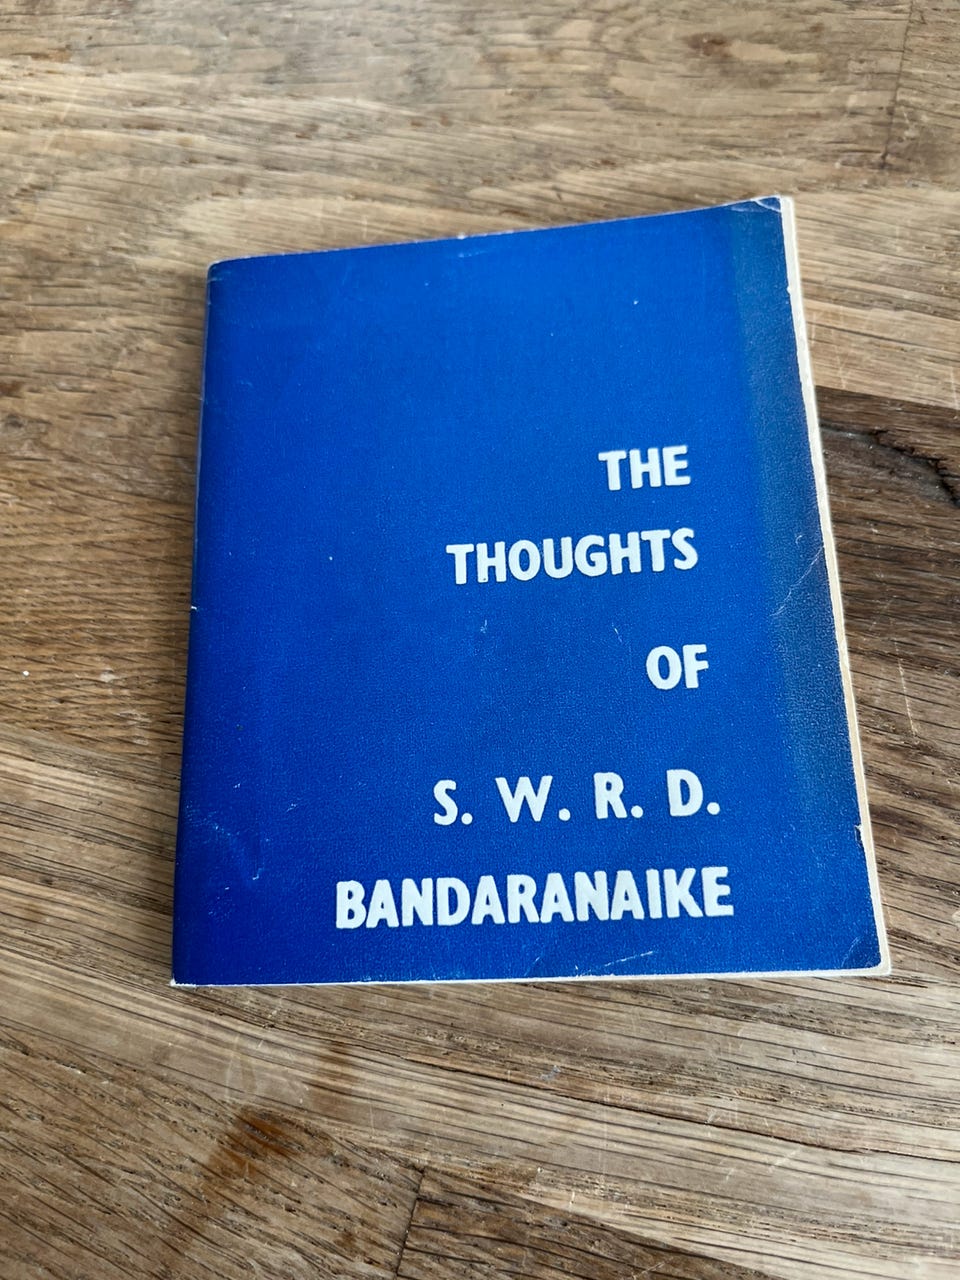 THE
THOUGHTS
OF
S. W. R. D.
BANDARANAIKE